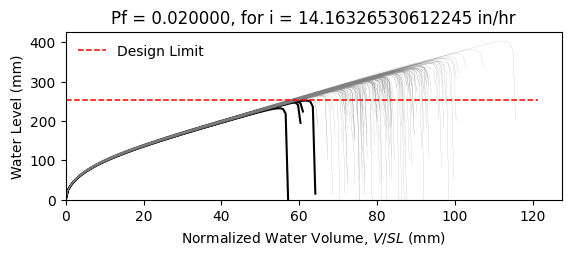 Pf = 0.020000, for i = 14.16326530612245 in/hr
Water Level (mm)
400
300
200
100
0
Design Limit
0 20 40 60 80 100 120
Normalized Water Volume, V/SL (mm)